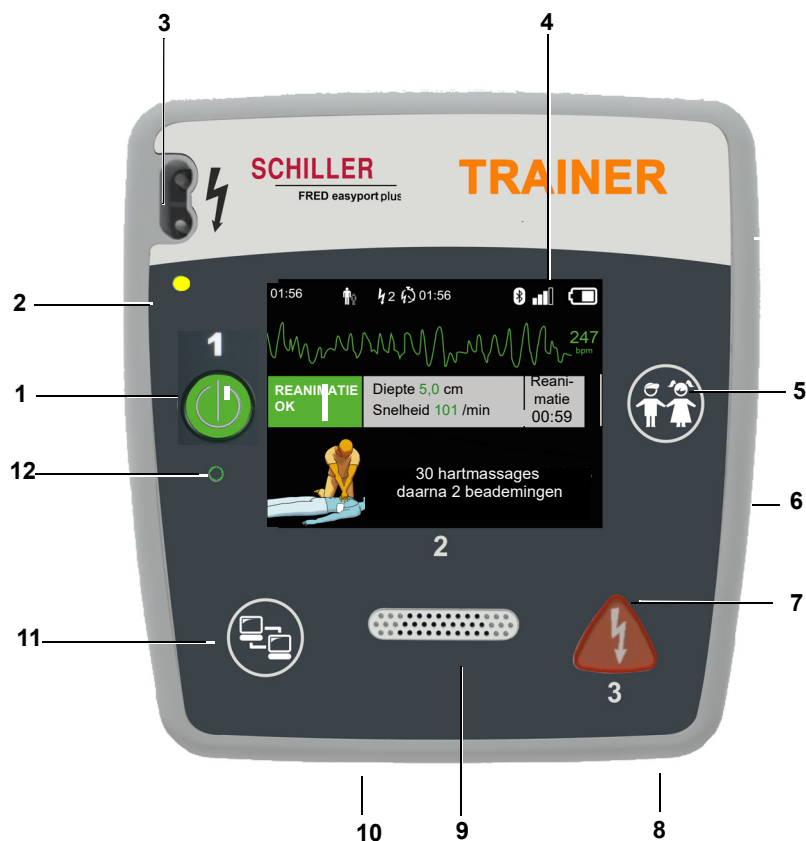 3
4
SCHILLER
TRAINER
FRED easyport plus
01:56
2
01:56
247
bpm
2
1
1
REANIMATIE
OK
Diepte 5,0 cm
Snelheid 101 /min
Reani-
matie
00:59
5
12
30 hartmassages
daarna 2 beademingen
6
2
7
11
3
10
9
8